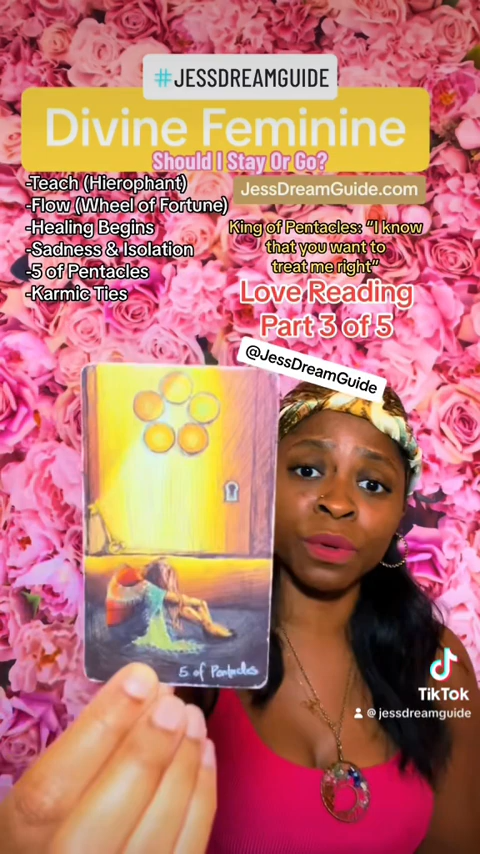 #JESSDREAMGUIDE
Divine Feminine
Should I Stay Or Go?
-Teach (Hierophant)
-Flow (Wheel of Fortune)
-Healing Begins
-Sadness & Isolation
-5 of Pentacles
-Karmic Ties
JessDreamGuide.com
King of Pentacles: “I know
that you want to
treat me right”
Love Reading
Part 3 of 5
@JessDreamGuide
5 of Pentacles
TikTok
@jessdreamguide